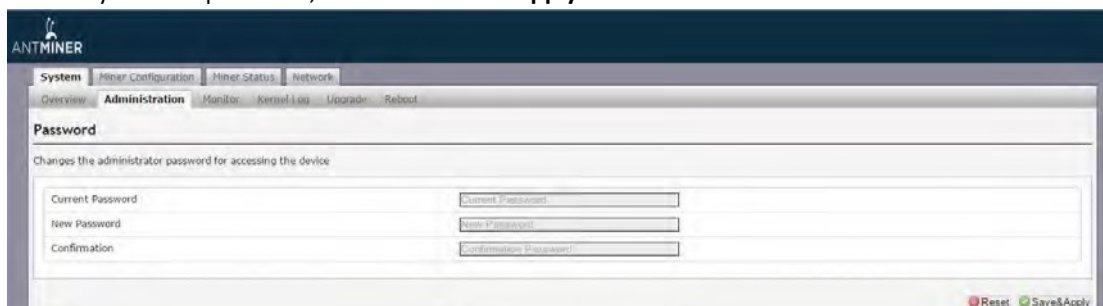 pply
ANTMINER
System Miner Configuration Miner Status Network
Overview Administration Monitor Kernel Log Upgrade Reboot
Password
Changes the administrator password for accessing the device
Current Password Current Password
New Password New Password
Confirmation Confirmation Password
Reset Save&Apply